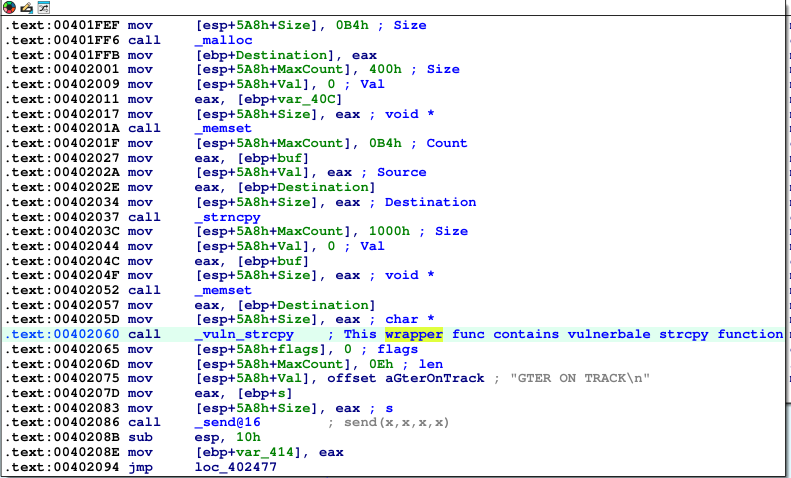 .text:00401FEF mov [esp+5A8h+Size], 0B4h ; Size
.text:00401FF6 call _malloc
.text:00401FFB mov [ebp+Destination], eax
.text:00402001 mov [esp+5A8h+MaxCount], 400h ; Size
.text:00402009 mov [esp+5A8h+Val], 0 ; Val
.text:00402011 mov eax, [ebp+var_40C]
.text:00402017 mov [esp+5A8h+Size], eax ; void *
.text:0040201A call _memset
.text:0040201F mov [esp+5A8h+MaxCount], 0B4h ; Count
.text:00402027 mov eax, [ebp+buf]
.text:0040202A mov [esp+5A8h+Val], eax ; Source
.text:0040202E mov eax, [ebp+Destination]
.text:00402034 mov [esp+5A8h+Size], eax ; Destination
.text:00402037 call _strncpy
.text:0040203C mov [esp+5A8h+MaxCount], 1000h ; Size
.text:00402044 mov [esp+5A8h+Val], 0 ; Val
.text:0040204C mov eax, [ebp+buf]
.text:0040204F mov [esp+5A8h+Size], eax ; void *
.text:00402052 call _memset
.text:00402057 mov eax, [ebp+Destination]
.text:0040205D mov [esp+5A8h+Size], eax ; char *
.text:00402060 call _vuln_strcpy ; This wrapper func contains vulnerbale strcpy function
.text:00402065 mov [esp+5A8h+flags], 0 ; flags
.text:0040206D mov [esp+5A8h+MaxCount], 0Eh ; len
.text:00402075 mov [esp+5A8h+Val], offset aGterOnTrack ; "GTER ON TRACK\n"
.text:0040207D mov eax, [ebp+s]
.text:00402083 mov [esp+5A8h+Size], eax ; s
.text:00402086 call _send@16 ; send(x,x,x,x)
.text:0040208B sub esp, 10h
.text:0040208E mov [ebp+var_414], eax
.text:00402094 jmp loc_402477